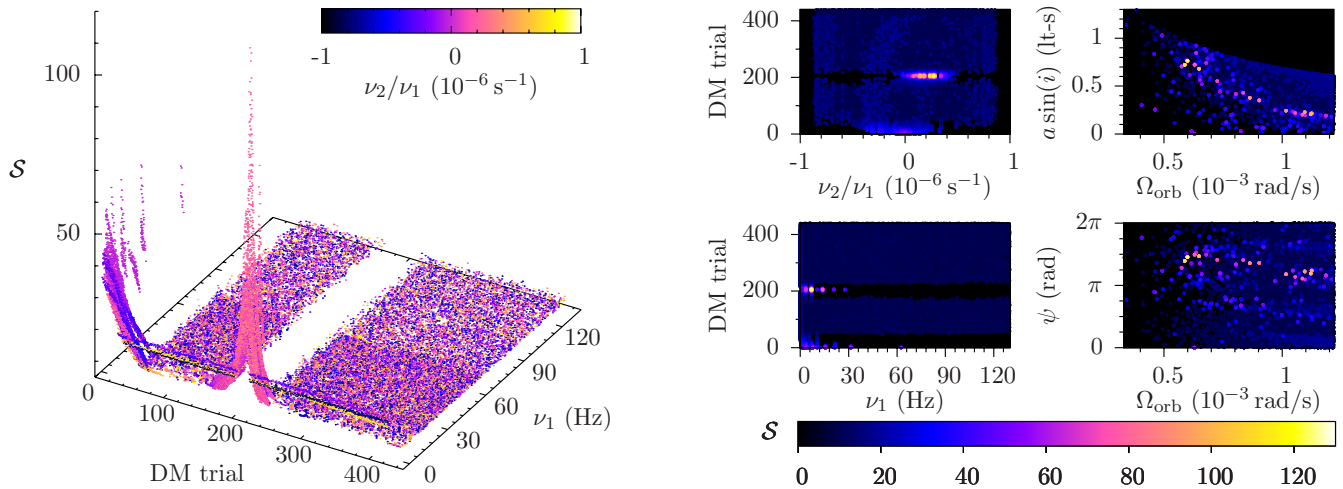 -1 0 1
ν₂/ν₁ (10⁻⁶ s⁻¹)
𝒮
100
50
0 100 200 300 400
DM trial
0 30 60 90 120
ν₁ (Hz)
DM trial
400
200
0
-1 0 1
ν₂/ν₁ (10⁻⁶ s⁻¹)
a sin(i) (lt-s)
1
0.5
0
0.5 1
Ω_orb (10⁻³ rad/s)
DM trial
400
200
0
0 30 60 90 120
ν₁ (Hz)
ψ (rad)
2π
π
0
0.5 1
Ω_orb (10⁻³ rad/s)
𝒮
0 20 40 60 80 100 120